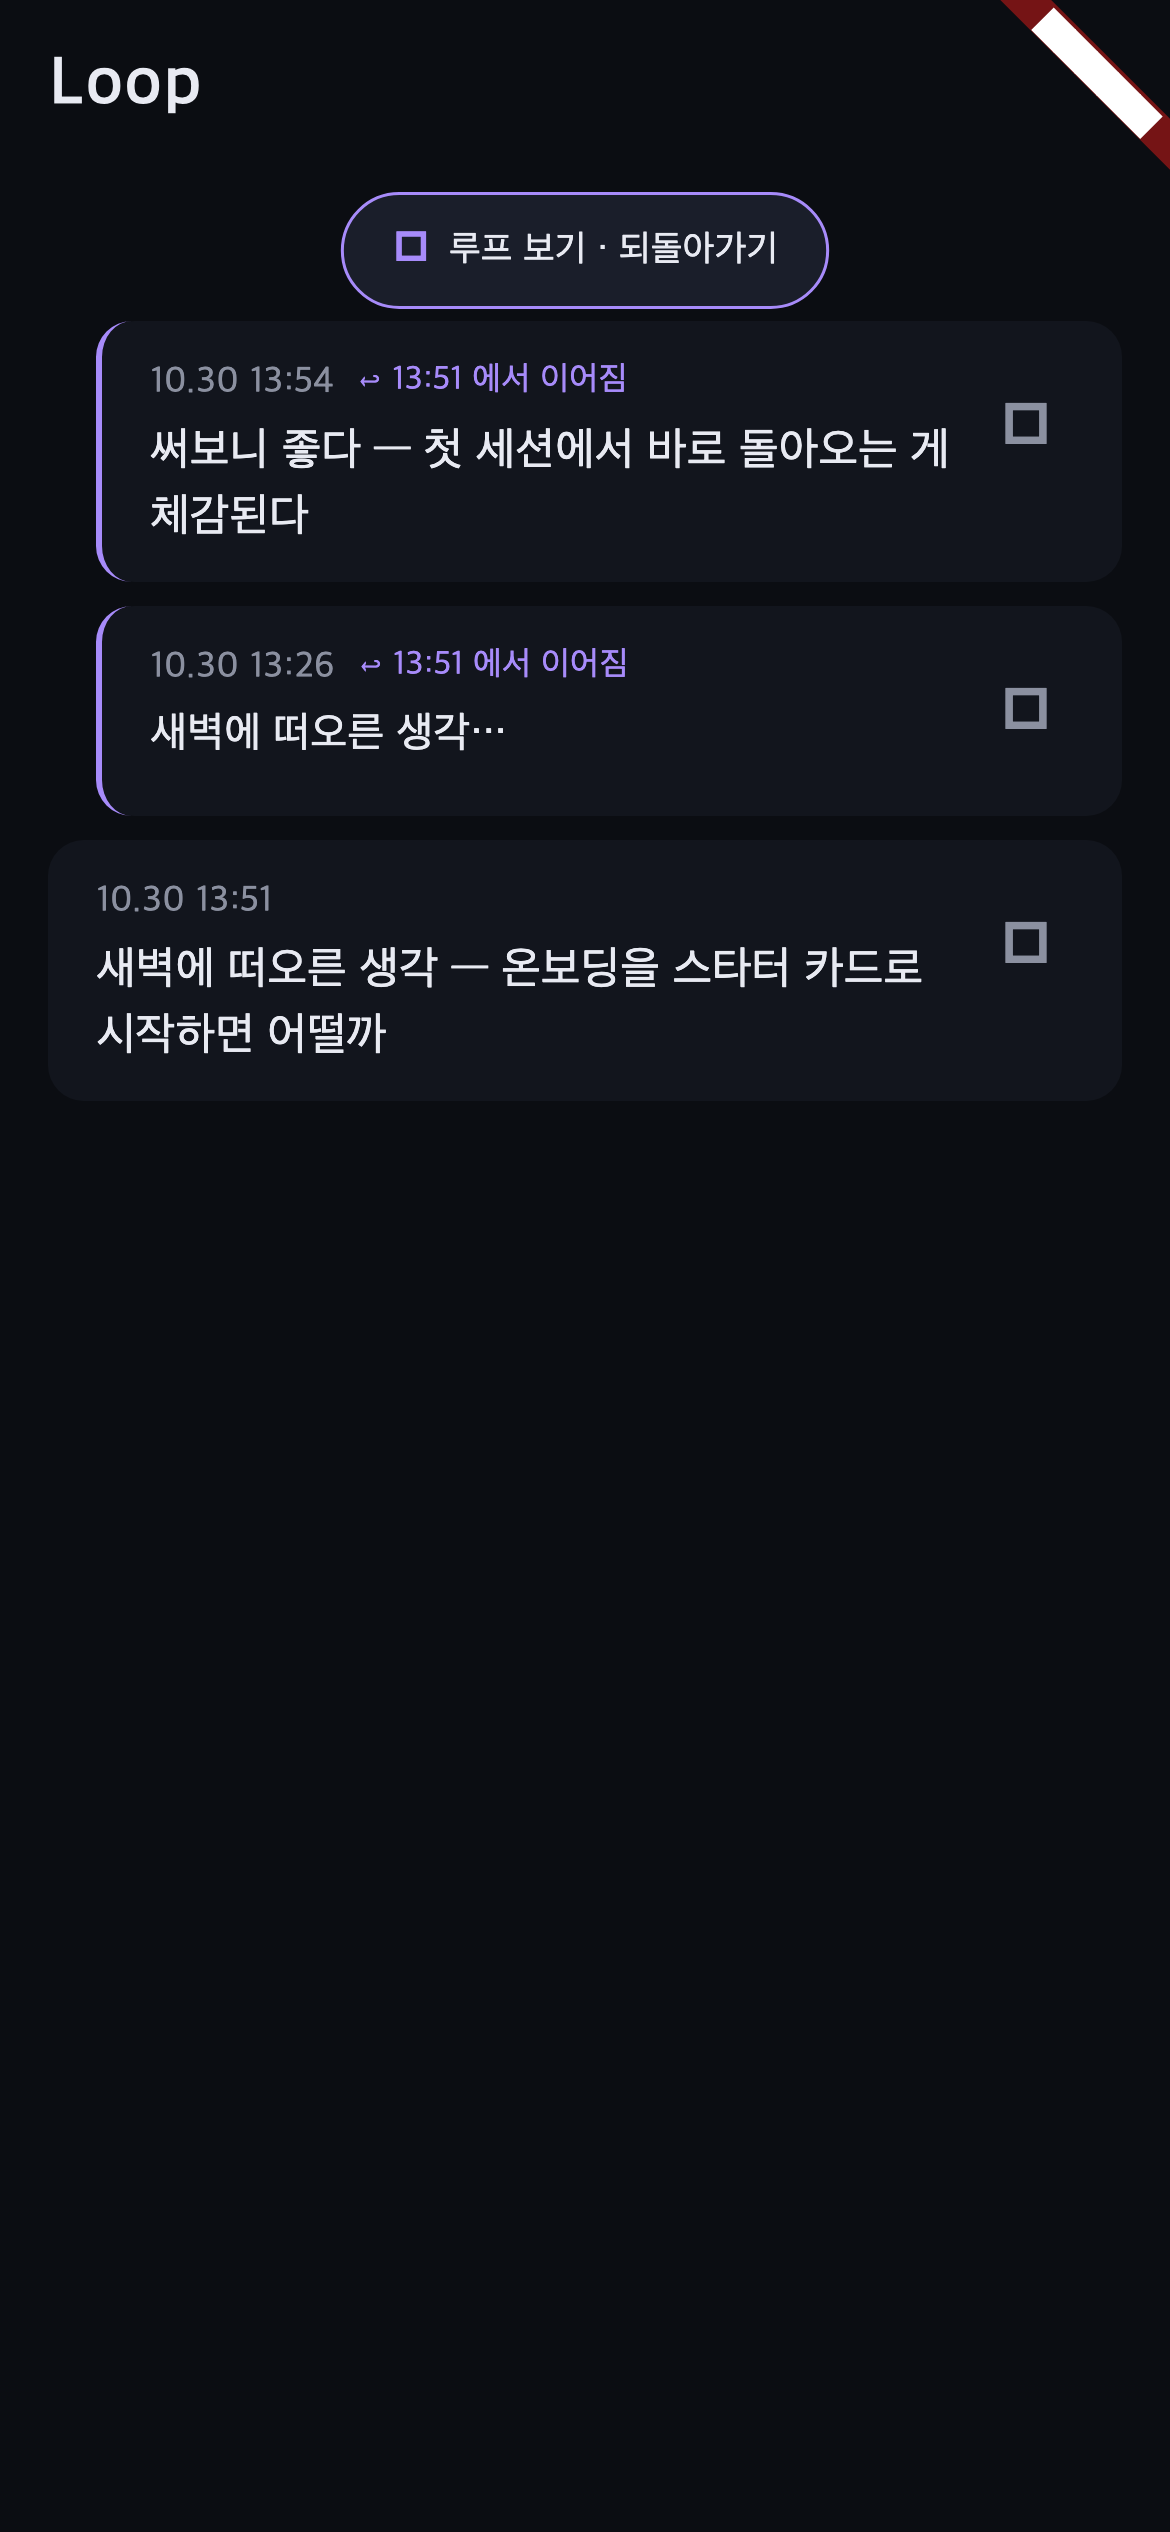 Loop
루프 보기 · 되돌아가기
10.30 13:54 ↩ 13:51 에서 이어짐
써보니 좋다 — 첫 세션에서 바로 돌아오는 게
체감된다
10.30 13:26 ↩ 13:51 에서 이어짐
새벽에 떠오른 생각…
10.30 13:51
새벽에 떠오른 생각 — 온보딩을 스타터 카드로
시작하면 어떨까